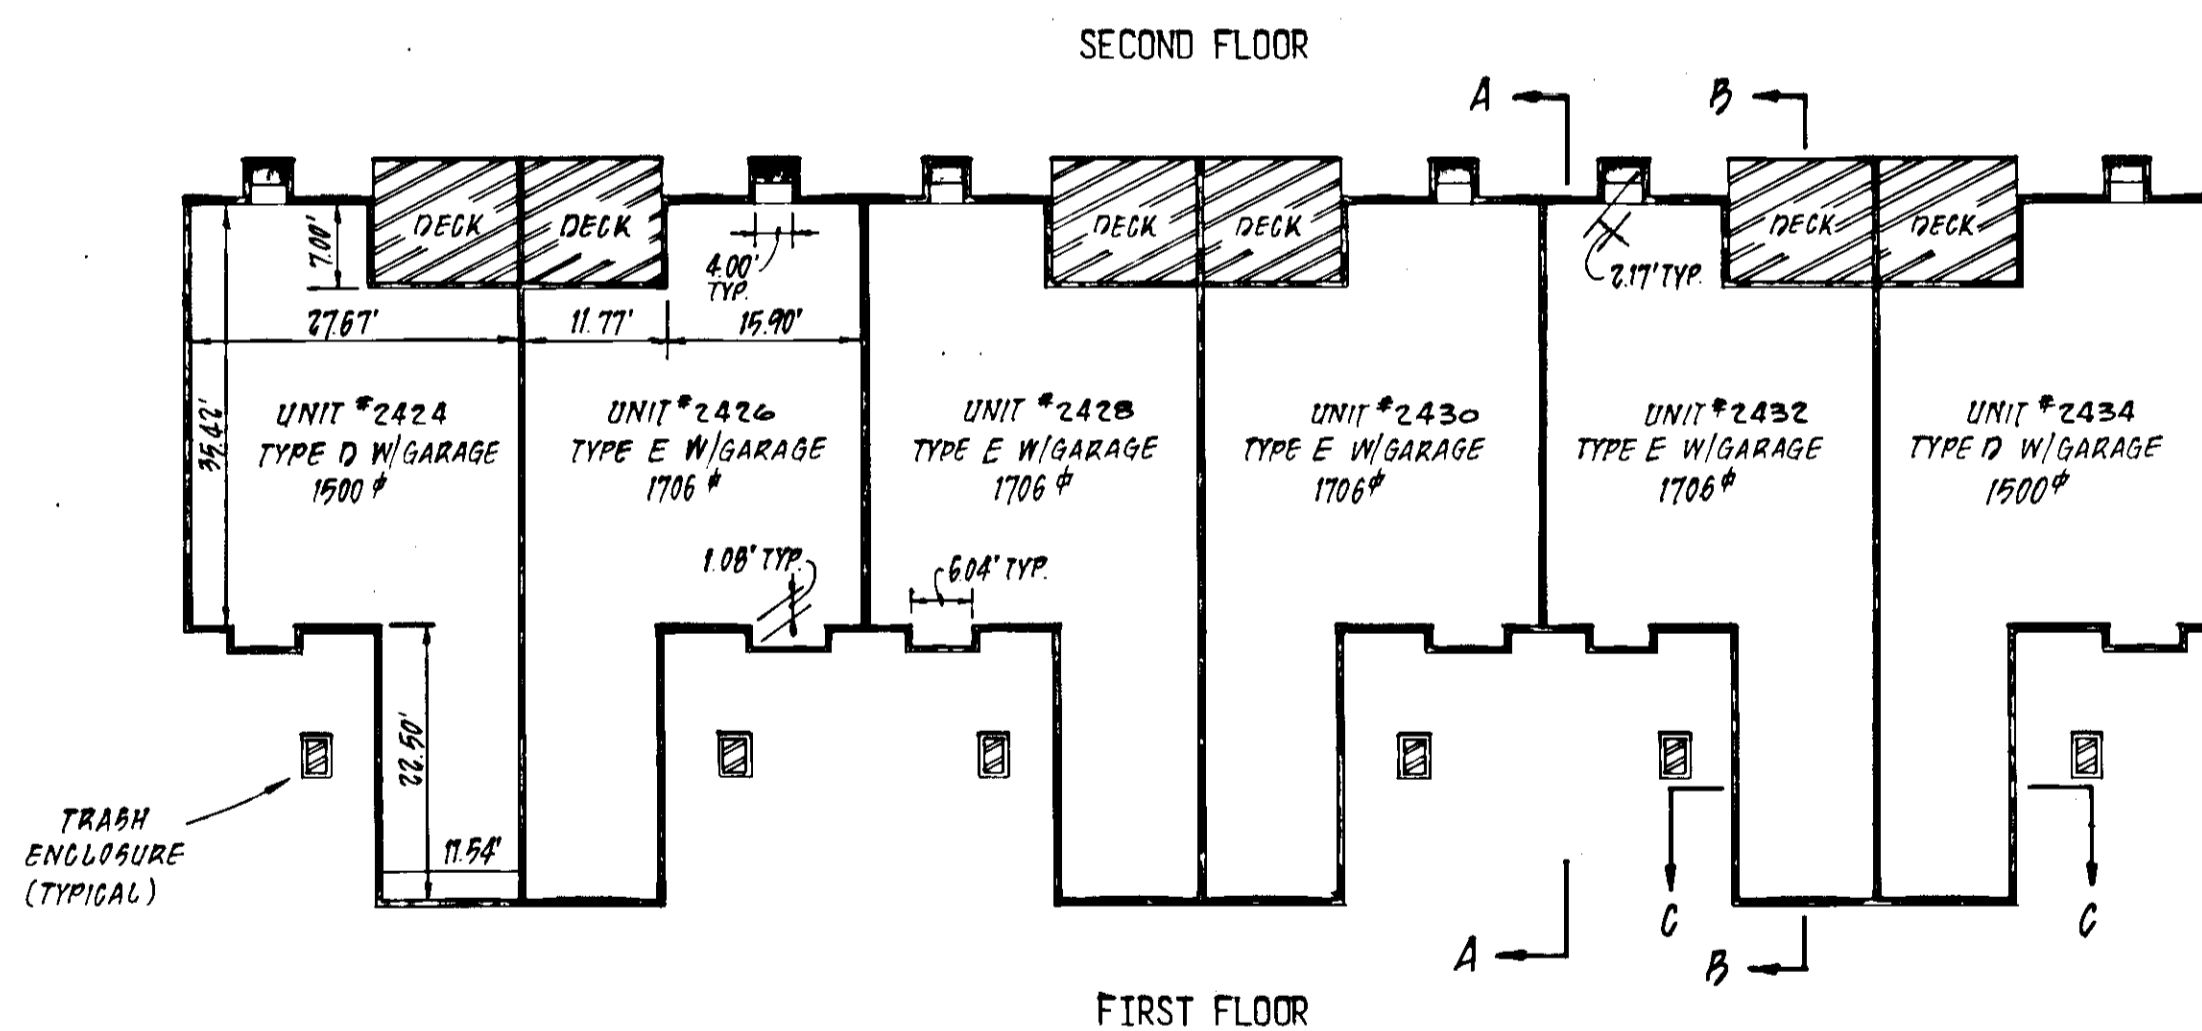 SECOND FLOOR
A
B
DECK
DECK
DECK
DECK
DECK
DECK
7.00'
4.00'
TYP.
2.17' TYP.
27.67'
11.77'
15.90'
35.42'
UNIT #2424
TYPE D W/GARAGE
1500 ⌽
UNIT #2426
TYPE E W/GARAGE
1706 ⌽
UNIT #2428
TYPE E W/GARAGE
1706 ⌽
UNIT #2430
TYPE E W/GARAGE
1706 ⌽
UNIT #2432
TYPE E W/GARAGE
1706 ⌽
UNIT #2434
TYPE D W/GARAGE
1500 ⌽
1.08' TYP.
6.04' TYP.
22.50'
11.54'
TRASH
ENCLOSURE
(TYPICAL)
C
C
A
B
FIRST FLOOR